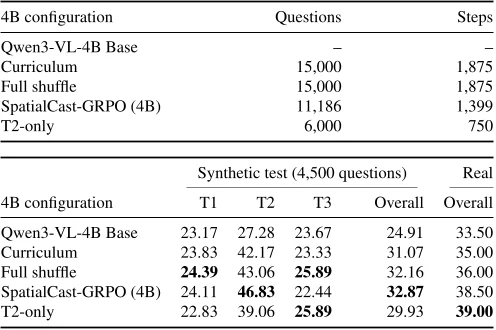 4B configuration Questions Steps
Qwen3-VL-4B Base – –
Curriculum 15,000 1,875
Full shuffle 15,000 1,875
SpatialCast-GRPO (4B) 11,186 1,399
T2-only 6,000 750
Synthetic test (4,500 questions) Real
4B configuration T1 T2 T3 Overall Overall
Qwen3-VL-4B Base 23.17 27.28 23.67 24.91 33.50
Curriculum 23.83 42.17 23.33 31.07 35.00
Full shuffle 24.39 43.06 25.89 32.16 36.00
SpatialCast-GRPO (4B) 24.11 46.83 22.44 32.87 38.50
T2-only 22.83 39.06 25.89 29.93 39.00